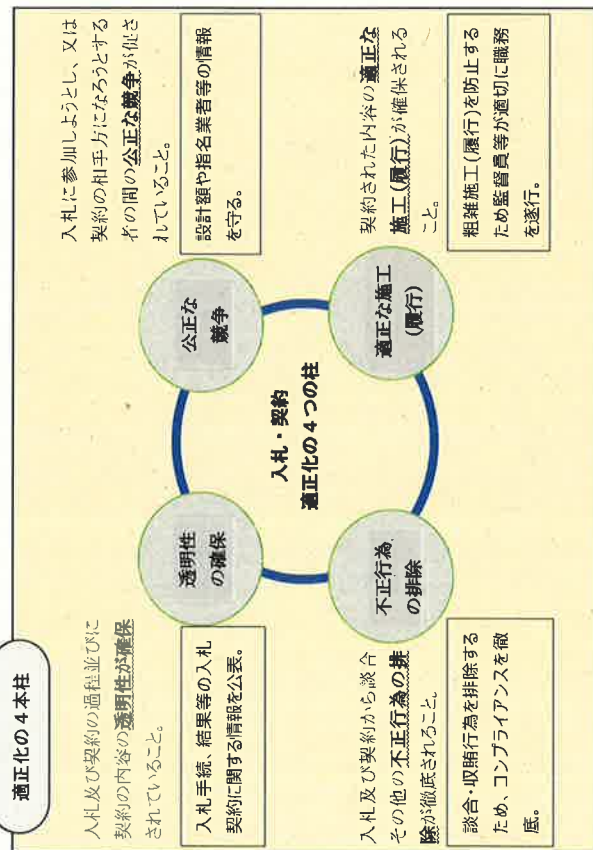 適正化の4本柱
入札及び契約の過程並びに
契約の内容の透明性が確保
されていること。
入札手続、結果等の入札
契約に関する情報を公表。
入札に参加しようとし、又は
契約の相手方になろうとする
者の間の公正な競争が促さ
れていること。
設計額や指名業者等の情報
を守る。
透明性
の確保
公正な
競争
入札・契約
適正化の4つの柱
不正行為
の排除
適正な施工
(履行)
入札及び契約から談合
その他の不正行為の排
除が徹底されること。
談合・収賄行為を排除する
ため、コンプライアンスを徹
底。
契約された内容の適正な
施工(履行)が確保される
こと。
粗雑施工(履行)を防止する
ため監督員等が適切に職務
を遂行。